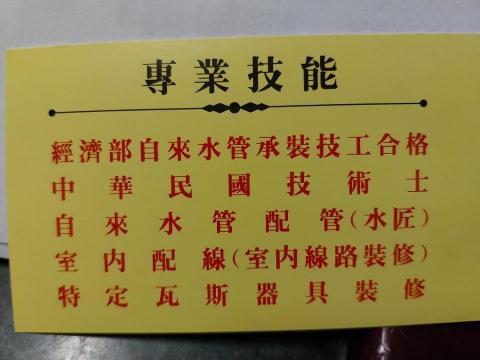 專業技能
經濟部自來水管承裝技工合格
中華民國技術士
自來水管配管(水匠)
室內配線(室內線路裝修)
特定瓦斯器具裝修